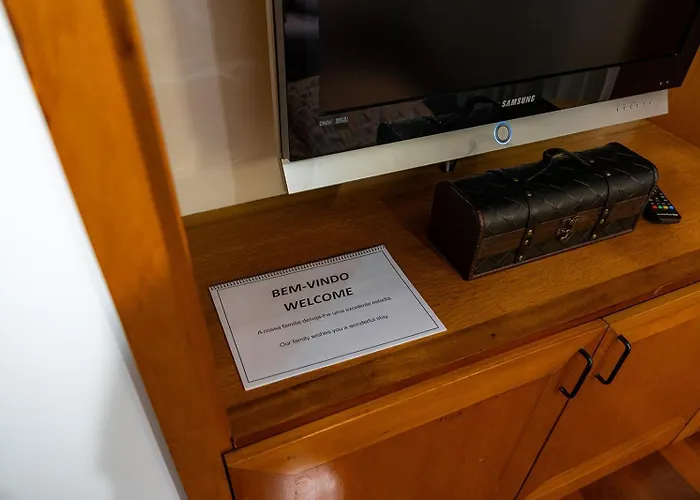 SAMSUNG
BEM-VINDO
WELCOME
A nossa família deseja-lhe uma excelente estadia.
Our family wishes you a wonderful stay.